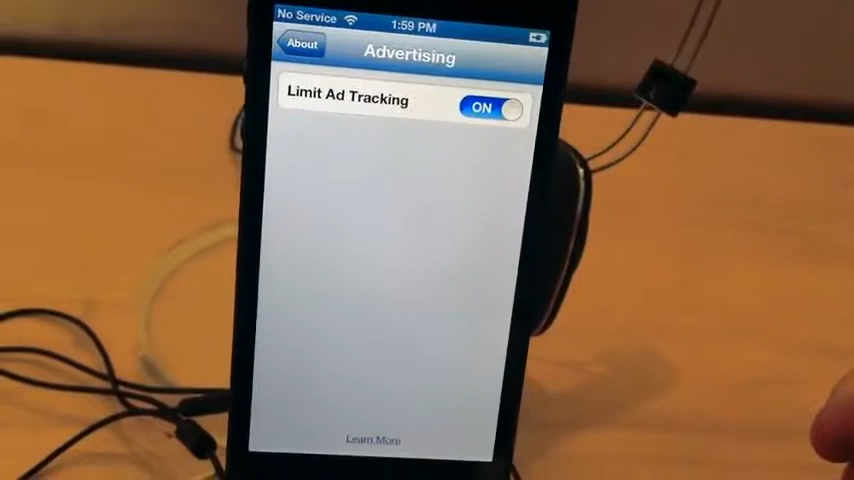 No Service 1:59 PM
About Advertising
Limit Ad Tracking ON
Learn More